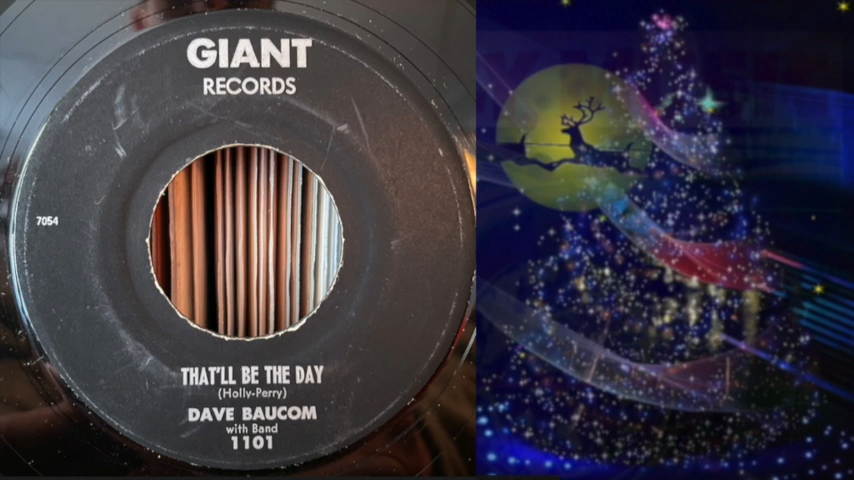 GIANT
RECORDS
7054
THAT'LL BE THE DAY
(Holly-Perry)
DAVE BAUCOM
with Band
1101